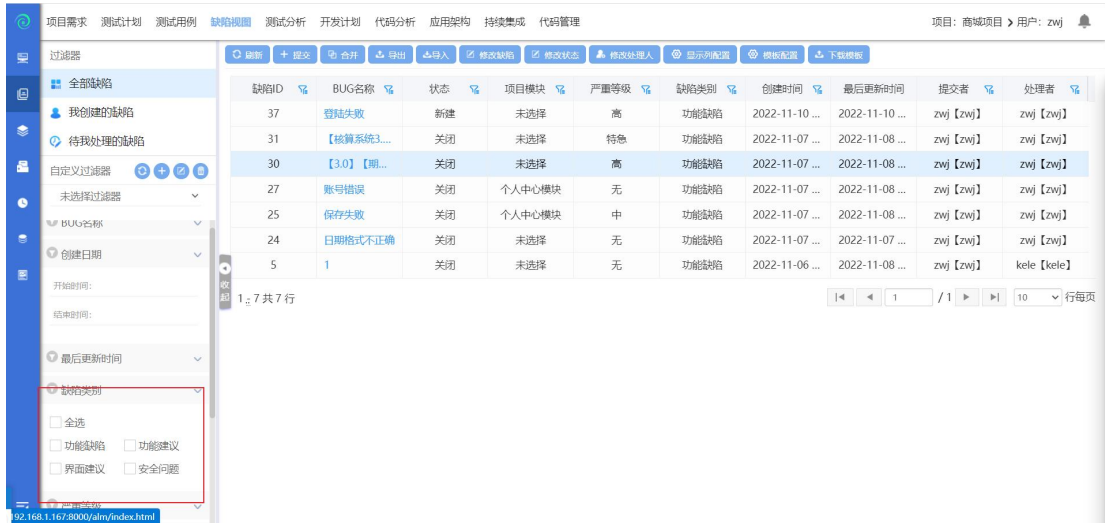 项目需求 测试计划 测试用例 缺陷视图 测试分析 开发计划 代码分析 应用架构 持续集成 代码管理 项目：商城项目 用户：zwj
过滤器
全部缺陷
我创建的缺陷
待我处理的缺陷
自定义过滤器
未选择过滤器
BUG名称
创建日期
开始时间:
结束时间:
最后更新时间
缺陷类别
全选
功能缺陷 功能建议
界面建议 安全问题
严重等级
192.168.1.167:8000/alm/index.html
收起
刷新 提交 合并 导出 导入 修改缺陷 修改状态 修改处理人 显示列配置 模板配置 下载模板
缺陷ID BUG名称 状态 项目模块 严重等级 缺陷类别 创建时间 最后更新时间 提交者 处理者
37 登陆失败 新建 未选择 高 功能缺陷 2022-11-10 ... 2022-11-10 ... zwj【zwj】 zwj【zwj】
31 【核算系统3.... 关闭 未选择 特急 功能缺陷 2022-11-07 ... 2022-11-08 ... zwj【zwj】 zwj【zwj】
30 【3.0】【期... 关闭 未选择 高 功能缺陷 2022-11-07 ... 2022-11-08 ... zwj【zwj】 zwj【zwj】
27 账号错误 关闭 个人中心模块 无 功能缺陷 2022-11-07 ... 2022-11-08 ... zwj【zwj】 zwj【zwj】
25 保存失败 关闭 个人中心模块 中 功能缺陷 2022-11-07 ... 2022-11-08 ... zwj【zwj】 zwj【zwj】
24 日期格式不正确 关闭 未选择 无 功能缺陷 2022-11-07 ... 2022-11-07 ... zwj【zwj】 zwj【zwj】
5 1 关闭 未选择 无 功能缺陷 2022-11-06 ... 2022-11-08 ... zwj【zwj】 kele【kele】
1 - 7 共 7 行 1 / 1 10 行每页